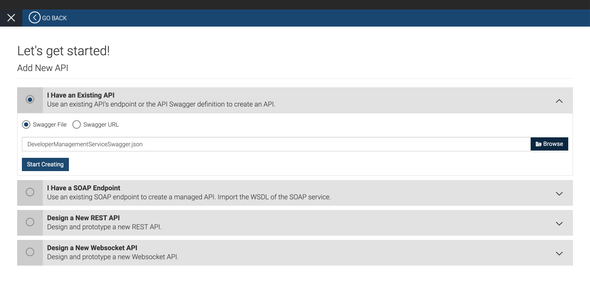 GO BACK
Let's get started!
Add New API
I Have an Existing API
Use an existing API's endpoint or the API Swagger definition to create an API.
Swagger File Swagger URL
DeveloperManagementServiceSwagger.json Browse
Start Creating
I Have a SOAP Endpoint
Use an existing SOAP endpoint to create a managed API. Import the WSDL of the SOAP service.
Design a New REST API
Design and prototype a new REST API.
Design a New Websocket API
Design and prototype a new Websocket API.